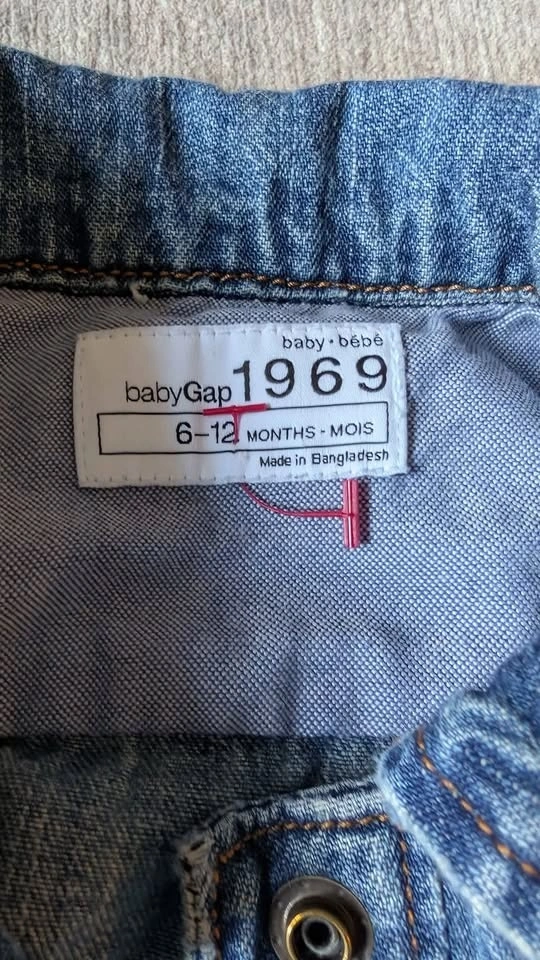 baby • bébé
babyGap 1969
6–12 MONTHS - MOIS
Made in Bangladesh